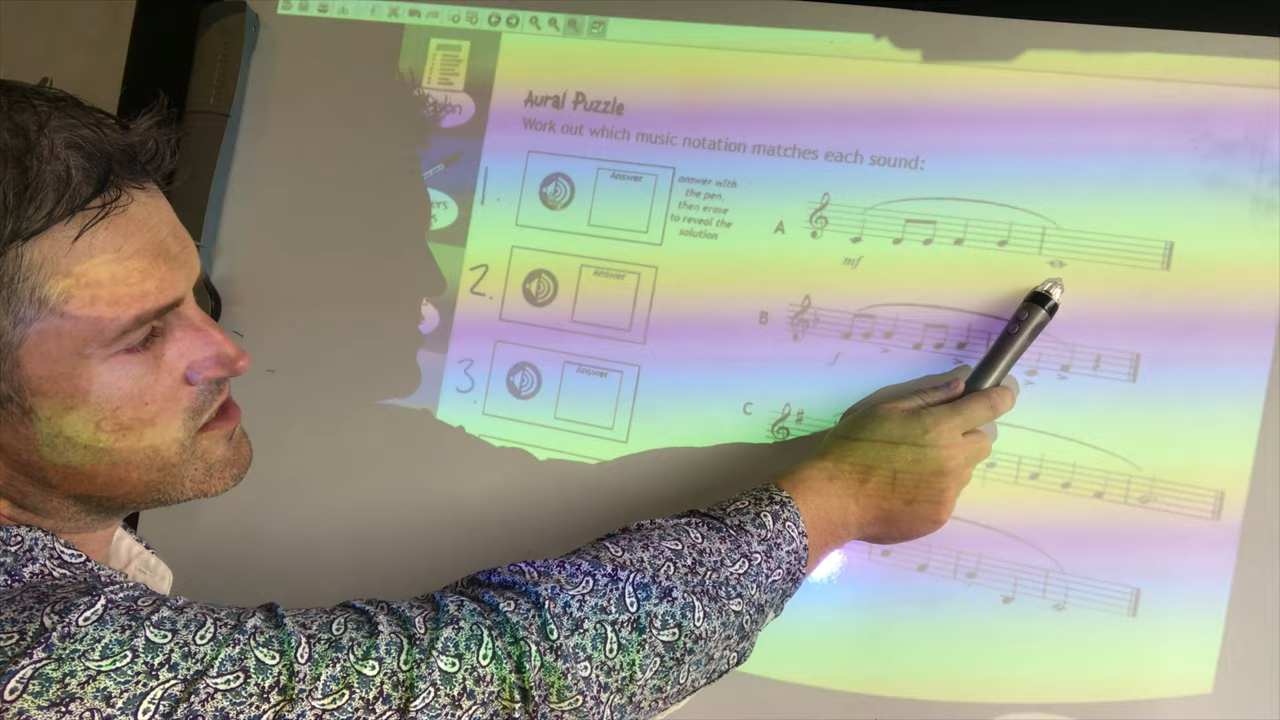 Aural Puzzle
Work out which music notation matches each sound:
1.
Answer
answer with
the pen,
then erase
to reveal the
solution
2.
Answer
3.
Answer
A
mf
B
f
C